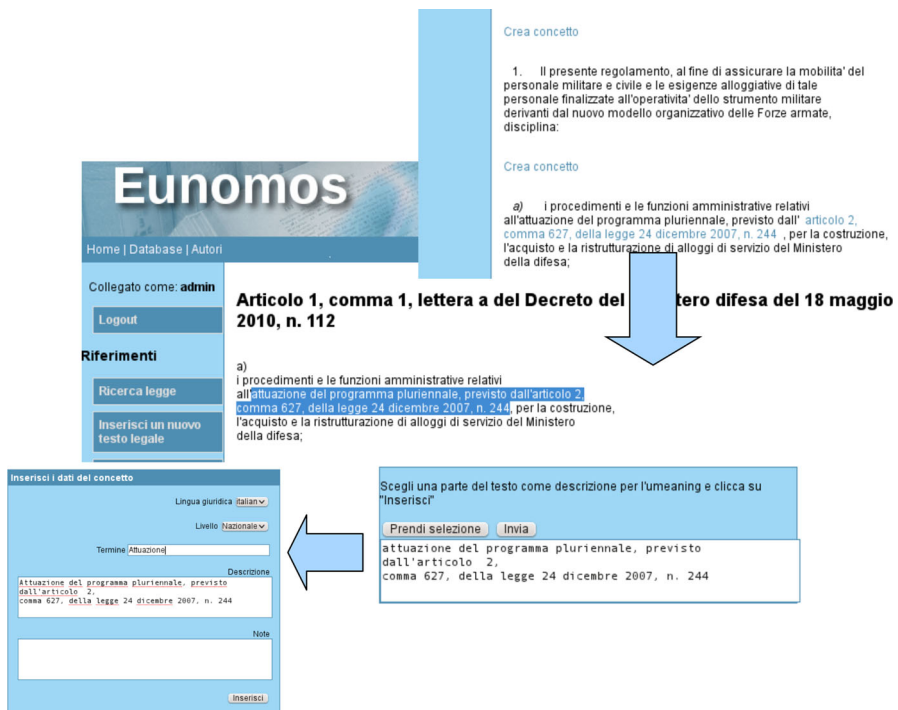 Crea concetto
1. Il presente regolamento, al fine di assicurare la mobilita' del
personale militare e civile e le esigenze alloggiative di tale
personale finalizzate all'operativita' dello strumento militare
derivanti dal nuovo modello organizzativo delle Forze armate,
disciplina:
Crea concetto
a) i procedimenti e le funzioni amministrative relativi
all'attuazione del programma pluriennale, previsto dall' articolo 2,
comma 627, della legge 24 dicembre 2007, n. 244 , per la costruzione,
l'acquisto e la ristrutturazione di alloggi di servizio del Ministero
della difesa;
Eunomos
Home | Database | Autori
Collegato come: admin
Logout
Riferimenti
Ricerca legge
Inserisci un nuovo
testo legale
Articolo 1, comma 1, lettera a del Decreto del tero difesa del 18 maggio
2010, n. 112
a)
i procedimenti e le funzioni amministrative relativi
all'attuazione del programma pluriennale, previsto dall'articolo 2,
comma 627, della legge 24 dicembre 2007, n. 244, per la costruzione,
l'acquisto e la ristrutturazione di alloggi di servizio del Ministero
della difesa;
Scegli una parte del testo come descrizione per l'umeaning e clicca su
"Inserisci"
Prendi selezione Invia
attuazione del programma pluriennale, previsto
dall'articolo 2,
comma 627, della legge 24 dicembre 2007, n. 244
Inserisci i dati del concetto
Lingua giuridica italian
Livello Nazionale
Termine Attuazione
Descrizione
Attuazione del programma pluriennale, previsto
dall'articolo 2,
comma 627, della legge 24 dicembre 2007, n. 244
Note
Inserisci